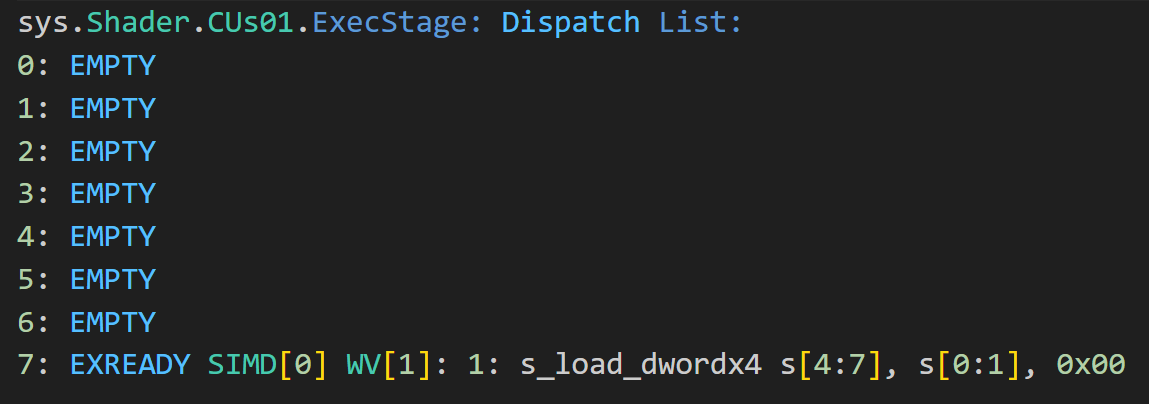 sys.Shader.CUs01.ExecStage: Dispatch List:
0: EMPTY
1: EMPTY
2: EMPTY
3: EMPTY
4: EMPTY
5: EMPTY
6: EMPTY
7: EXREADY SIMD[0] WV[1]: 1: s_load_dwordx4 s[4:7], s[0:1], 0x00